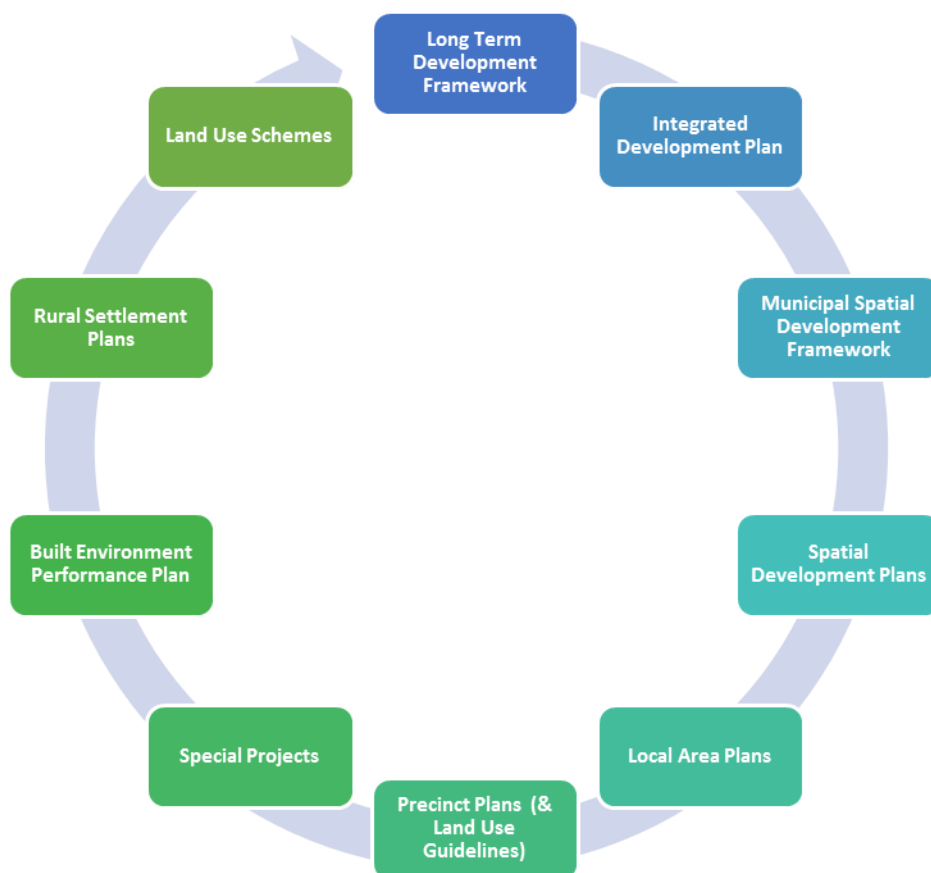 Long Term
Development
Framework
Integrated
Development Plan
Municipal Spatial
Development
Framework
Spatial
Development Plans
Local Area Plans
Precinct Plans (&
Land Use
Guidelines)
Special Projects
Built Environment
Performance Plan
Rural Settlement
Plans
Land Use Schemes